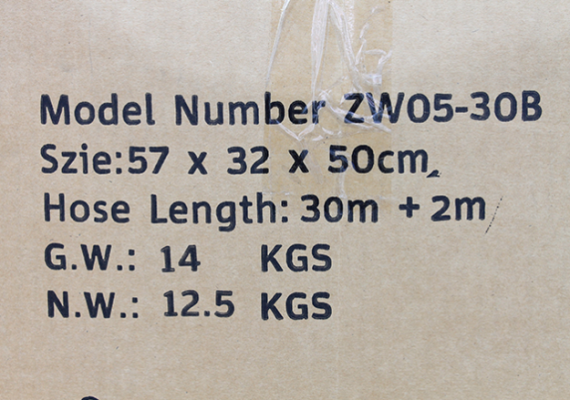 Model Number ZW05-30B
Szie:57 x 32 x 50cm
Hose Length: 30m + 2m
G.W.: 14 KGS
N.W.: 12.5 KGS